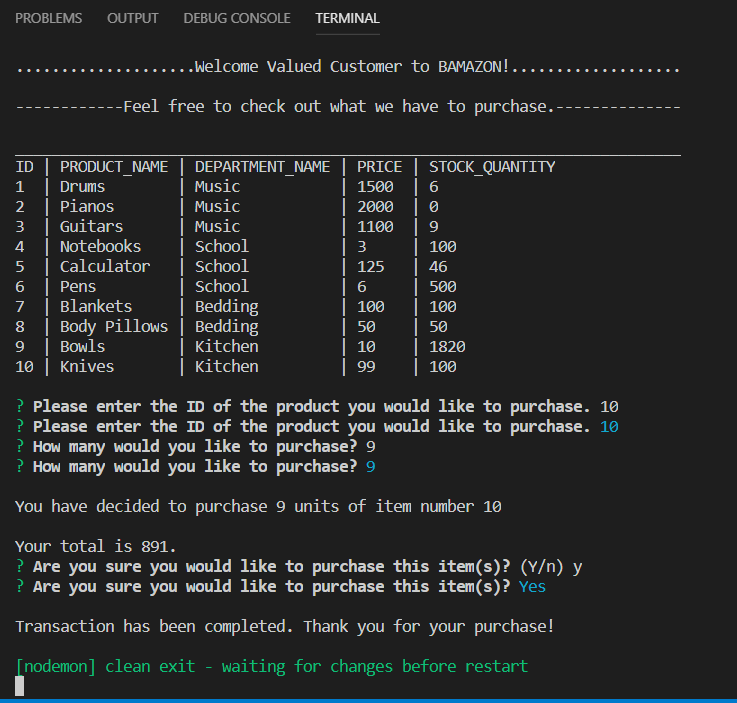 PROBLEMS OUTPUT DEBUG CONSOLE TERMINAL
....................Welcome Valued Customer to BAMAZON!...................
------------Feel free to check out what we have to purchase.--------------
ID | PRODUCT_NAME | DEPARTMENT_NAME | PRICE | STOCK_QUANTITY
1 | Drums | Music | 1500 | 6
2 | Pianos | Music | 2000 | 0
3 | Guitars | Music | 1100 | 9
4 | Notebooks | School | 3 | 100
5 | Calculator | School | 125 | 46
6 | Pens | School | 6 | 500
7 | Blankets | Bedding | 100 | 100
8 | Body Pillows | Bedding | 50 | 50
9 | Bowls | Kitchen | 10 | 1820
10 | Knives | Kitchen | 99 | 100
? Please enter the ID of the product you would like to purchase. 10
? Please enter the ID of the product you would like to purchase. 10
? How many would you like to purchase? 9
? How many would you like to purchase? 9
You have decided to purchase 9 units of item number 10
Your total is 891.
? Are you sure you would like to purchase this item(s)? (Y/n) y
? Are you sure you would like to purchase this item(s)? Yes
Transaction has been completed. Thank you for your purchase!
[nodemon] clean exit - waiting for changes before restart